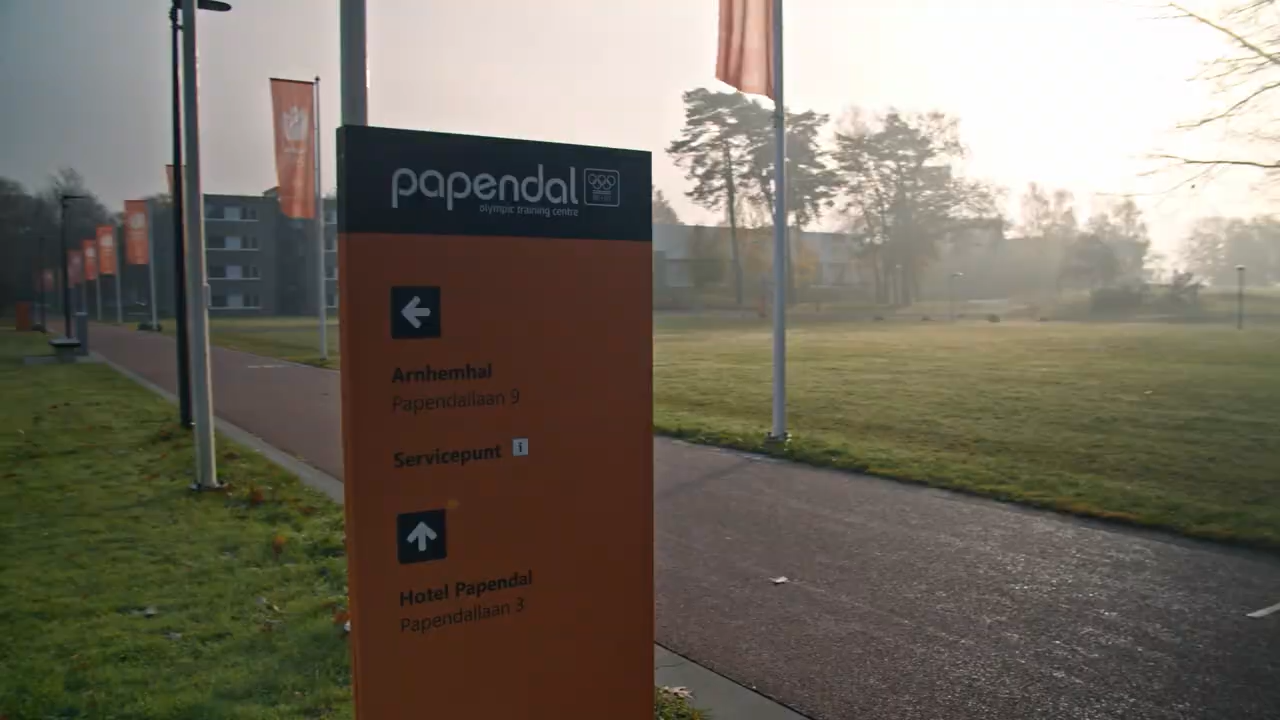 papendal
olympic training centre
Arnhemhal
Papendallaan 9
Servicepunt i
Hotel Papendal
Papendallaan 3